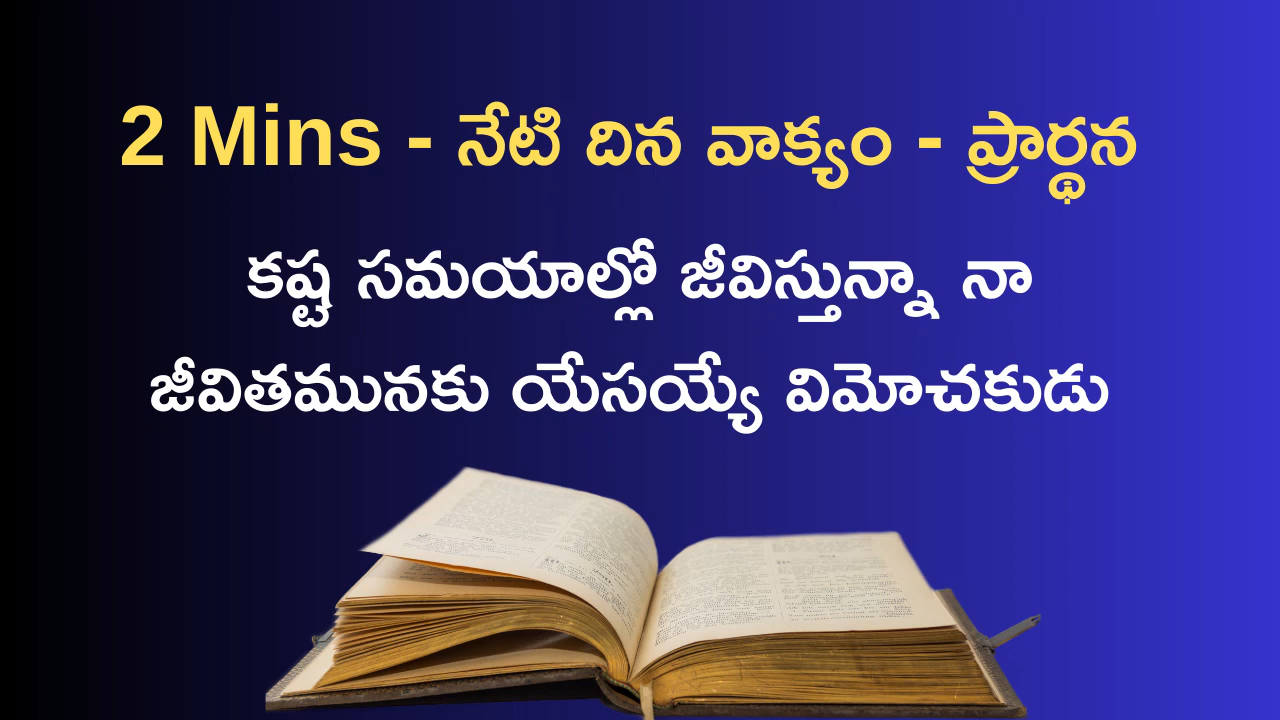 2 Mins - నేటి దిన వాక్యం - ప్రార్థన
కష్ట సమయాల్లో జీవిస్తున్నా నా
జీవితమునకు యేసయ్యే విమోచకుడు